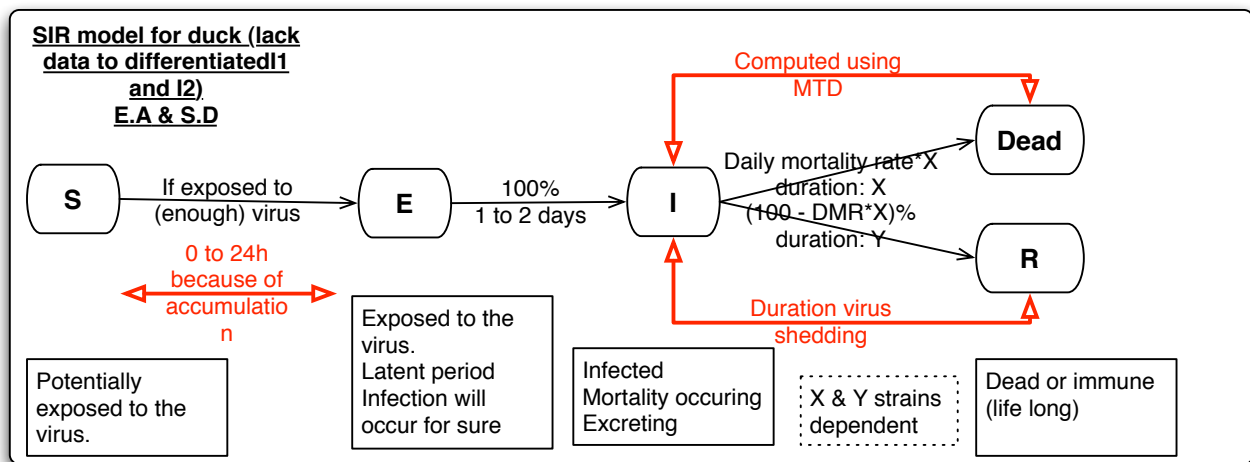 SIR model for duck (lack
data to differentiatedI1
and I2)
E.A & S.D
Computed using
MTD
S
If exposed to
(enough) virus
E
100%
1 to 2 days
I
Daily mortality rate*X
duration: X
(100 - DMR*X)%
duration: Y
Dead
R
0 to 24h
because of
accumulatio
n
Duration virus
shedding
Potentially
exposed to the
virus.
Exposed to the
virus.
Latent period
Infection will
occur for sure
Infected
Mortality occuring
Excreting
X & Y strains
dependent
Dead or immune
(life long)